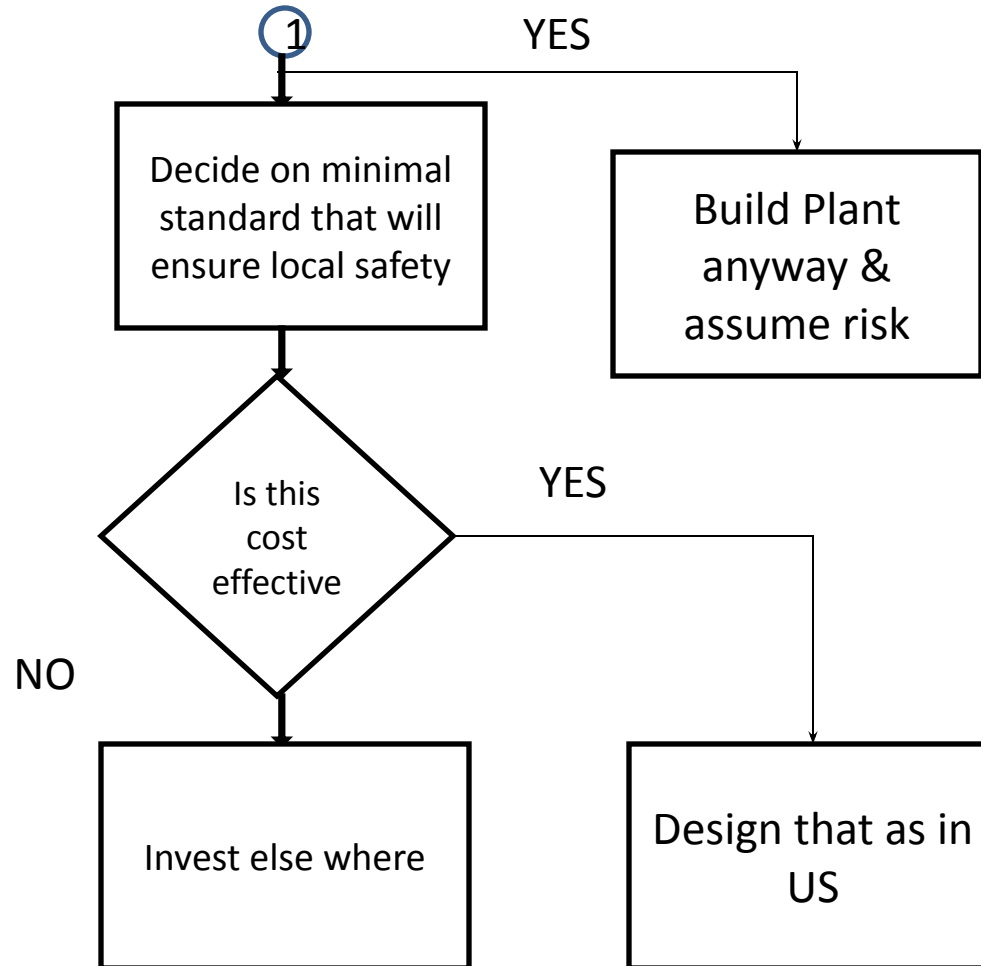 1
YES
Decide on minimal
standard that will
ensure local safety
Build Plant
anyway &
assume risk
Is this
cost
effective
YES
NO
Invest else where
Design that as in
US